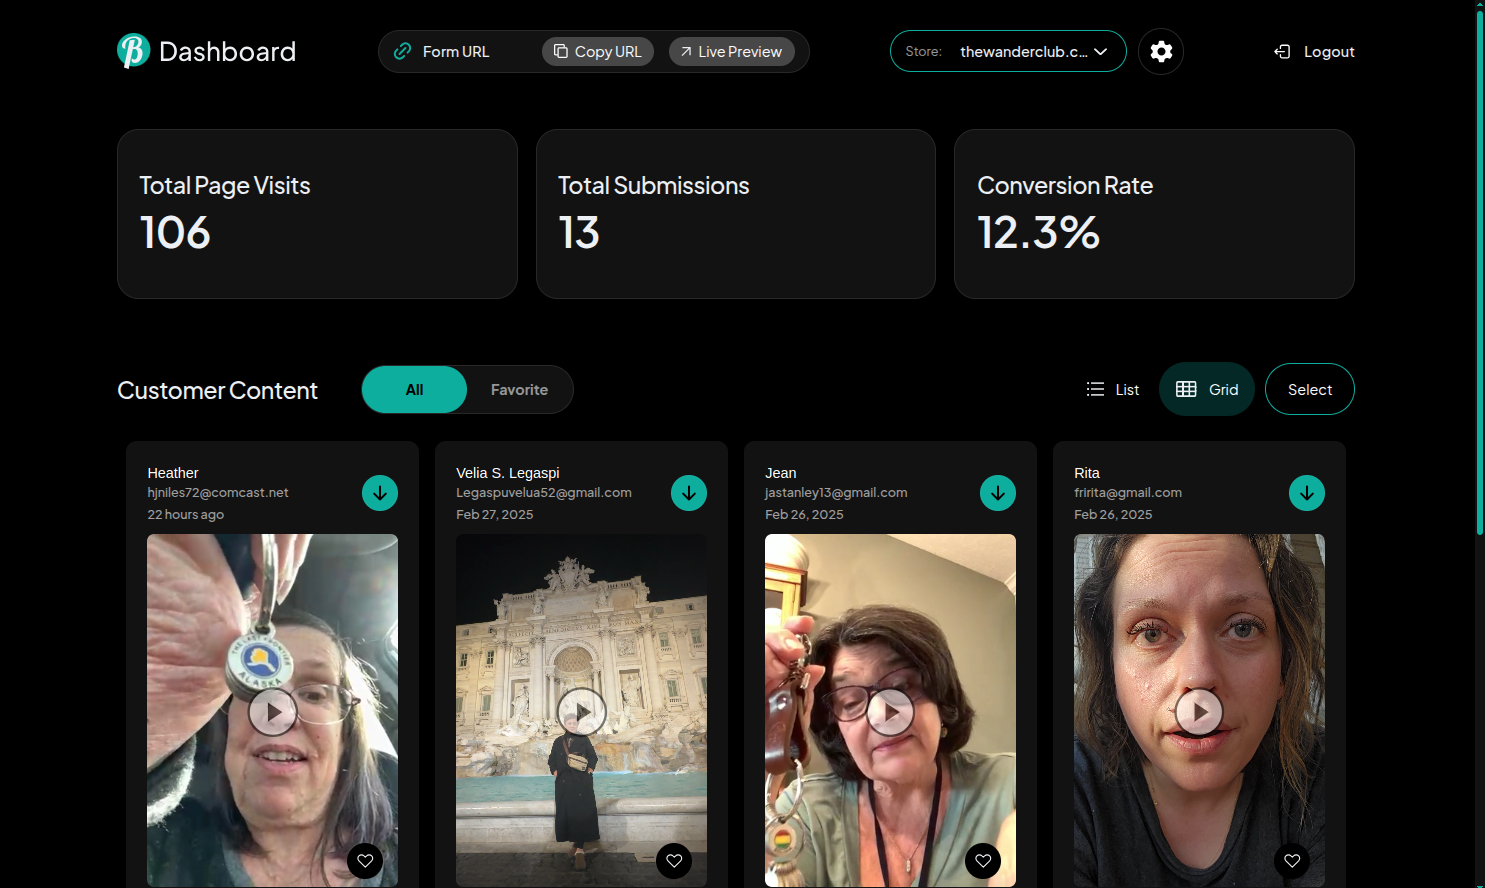 Dashboard
Form URL
Copy URL
Live Preview
Store: thewanderclub.c...
Logout
Total Page Visits
106
Total Submissions
13
Conversion Rate
12.3%
Customer Content
All
Favorite
List
Grid
Select
Heather
hjniles72@comcast.net
22 hours ago
Velia S. Legaspi
Legaspuvelua52@gmail.com
Feb 27, 2025
Jean
jastanley13@gmail.com
Feb 26, 2025
Rita
fririta@gmail.com
Feb 26, 2025
ALASKA